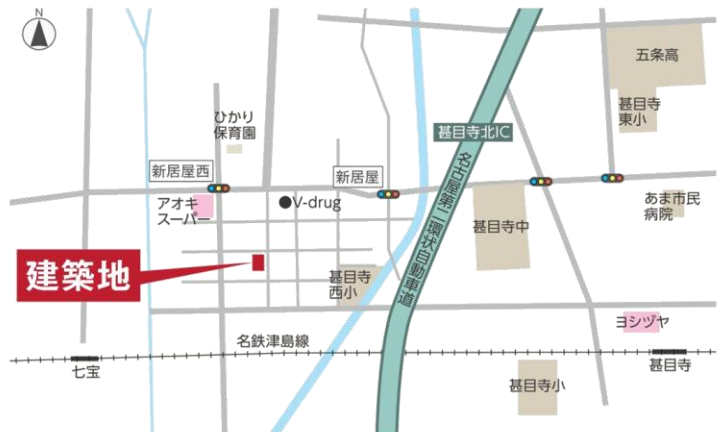 N
五条高
ひかり
保育園
甚目寺
東小
甚目寺北IC
新居屋西
新居屋
名古屋第二環状自動車道
アオキ
スーパー
V-drug
あま市民
病院
甚目寺中
建築地
甚目寺
西小
ヨシヅヤ
名鉄津島線
七宝
甚目寺
甚目寺小